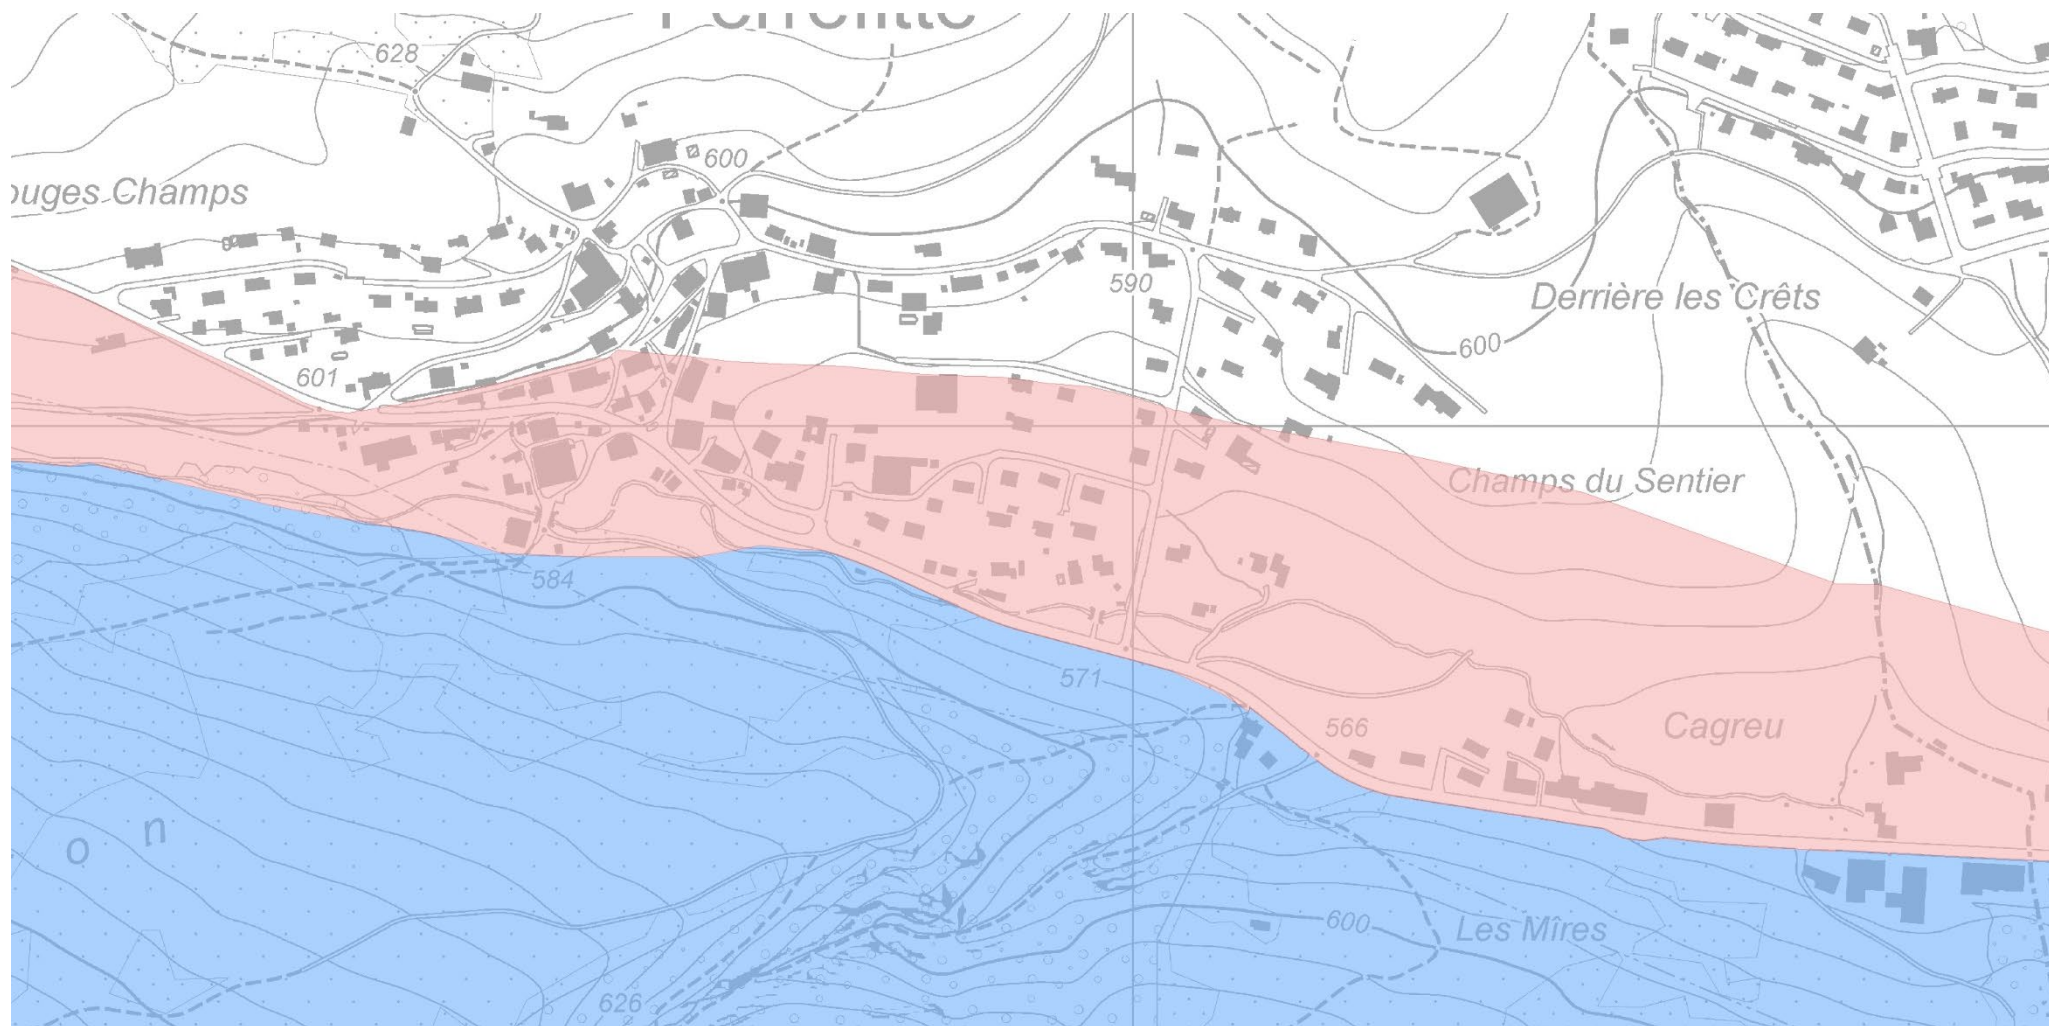 Perrefitte
628
600
ouges Champs
590
Derrière les Crêts
600
601
Champs du Sentier
584
571
566
Cagreu
o n
600
Les Mîres
626